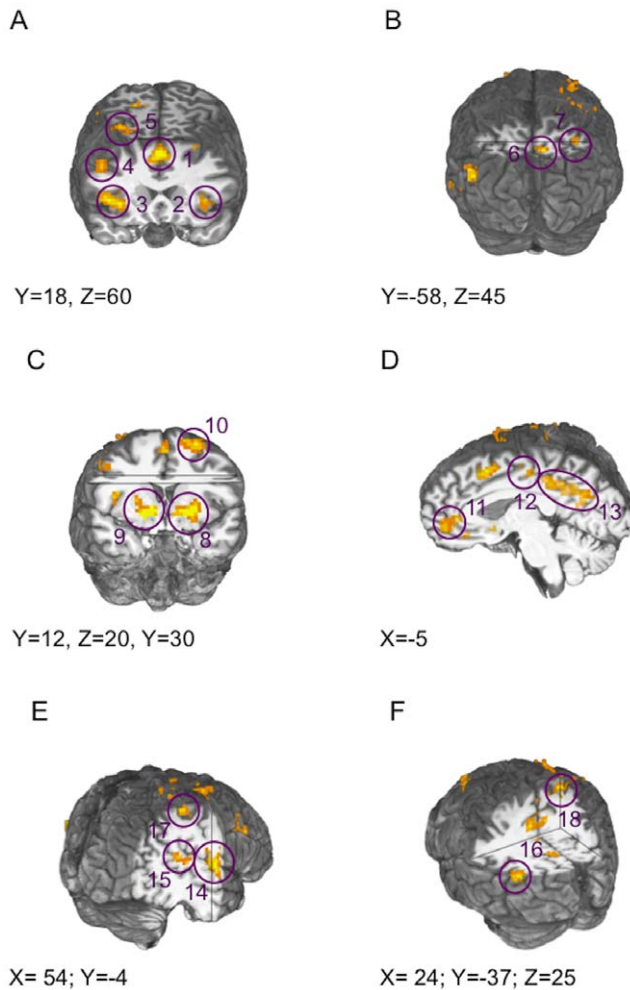 A
B
5
4
1
3
2
7
6
Y=18, Z=60
Y=-58, Z=45
C
D
10
9
8
11
12
13
Y=12, Z=20, Y=30
X=-5
E
F
17
15
14
18
16
X= 54; Y=-4
X= 24; Y=-37; Z=25